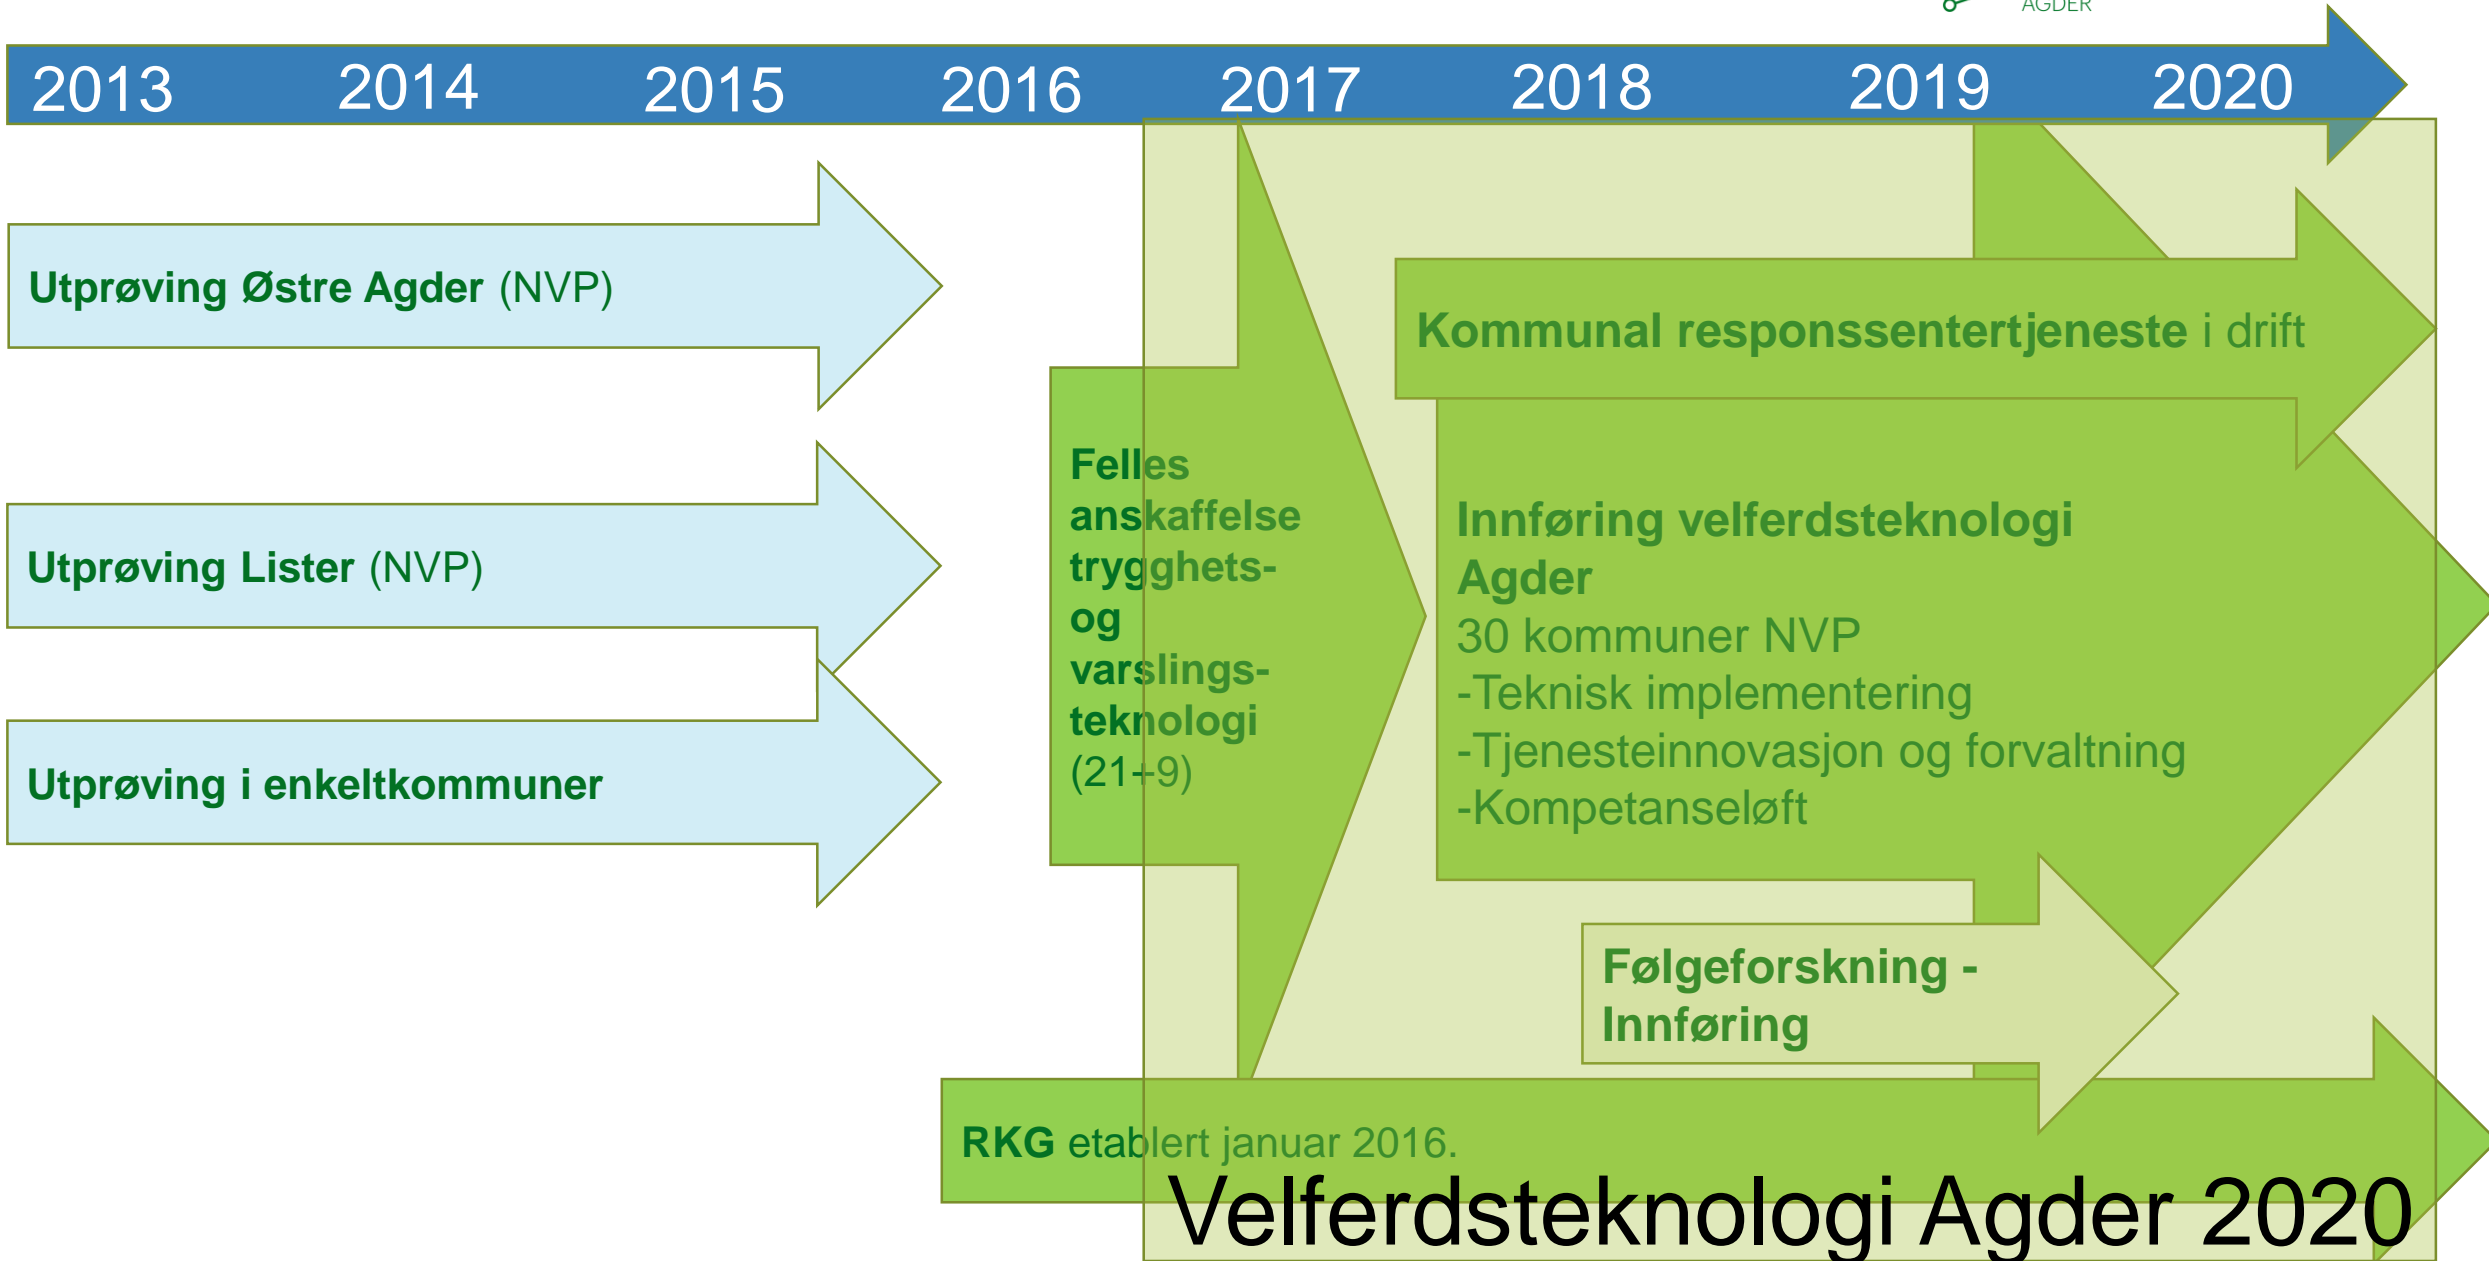 AGDER
2013 2014 2015 2016 2017 2018 2019 2020
Utprøving Østre Agder (NVP)
Utprøving Lister (NVP)
Utprøving i enkeltkommuner
Felles
anskaffelse
trygghets-
og
varslings-
teknologi
(21+9)
Kommunal responssentertjeneste i drift
Innføring velferdsteknologi
Agder
30 kommuner NVP
-Teknisk implementering
-Tjenesteinnovasjon og forvaltning
-Kompetanseløft
Følgeforskning -
Innføring
RKG etablert januar 2016.
Velferdsteknologi Agder 2020